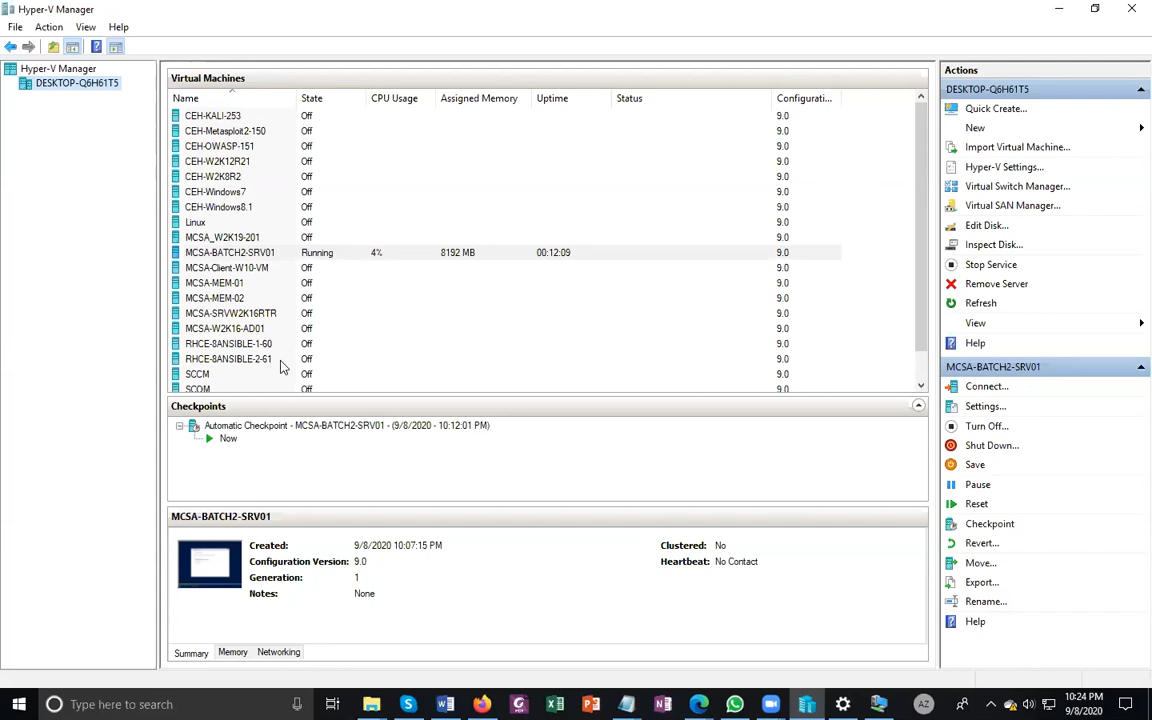 Hyper-V Manager
File Action View Help
Hyper-V Manager
DESKTOP-Q6H61T5
Virtual Machines
Name State CPU Usage Assigned Memory Uptime Status Configurati...
CEH-KALI-253 Off 9.0
CEH-Metasploit2-150 Off 9.0
CEH-OWASP-151 Off 9.0
CEH-W2K12R21 Off 9.0
CEH-W2K8R2 Off 9.0
CEH-Windows7 Off 9.0
CEH-Windows8.1 Off 9.0
Linux Off 9.0
MCSA_W2K19-201 Off 9.0
MCSA-BATCH2-SRV01 Running 4% 8192 MB 00:12:09 9.0
MCSA-Client-W10-VM Off 9.0
MCSA-MEM-01 Off 9.0
MCSA-MEM-02 Off 9.0
MCSA-SRVW2K16RTR Off 9.0
MCSA-W2K16-AD01 Off 9.0
RHCE-8ANSIBLE-1-60 Off 9.0
RHCE-8ANSIBLE-2-61 Off 9.0
SCCM Off 9.0
SCOM Off 9.0
Checkpoints
Automatic Checkpoint - MCSA-BATCH2-SRV01 - (9/8/2020 - 10:12:01 PM)
Now
MCSA-BATCH2-SRV01
Created: 9/8/2020 10:07:15 PM Clustered: No
Configuration Version: 9.0 Heartbeat: No Contact
Generation: 1
Notes: None
Summary Memory Networking
Actions
DESKTOP-Q6H61T5
Quick Create...
New
Import Virtual Machine...
Hyper-V Settings...
Virtual Switch Manager...
Virtual SAN Manager...
Edit Disk...
Inspect Disk...
Stop Service
Remove Server
Refresh
View
Help
MCSA-BATCH2-SRV01
Connect...
Settings...
Turn Off...
Shut Down...
Save
Pause
Reset
Checkpoint
Revert...
Move...
Export...
Rename...
Help
Type here to search
AZ
10:24 PM
9/8/2020